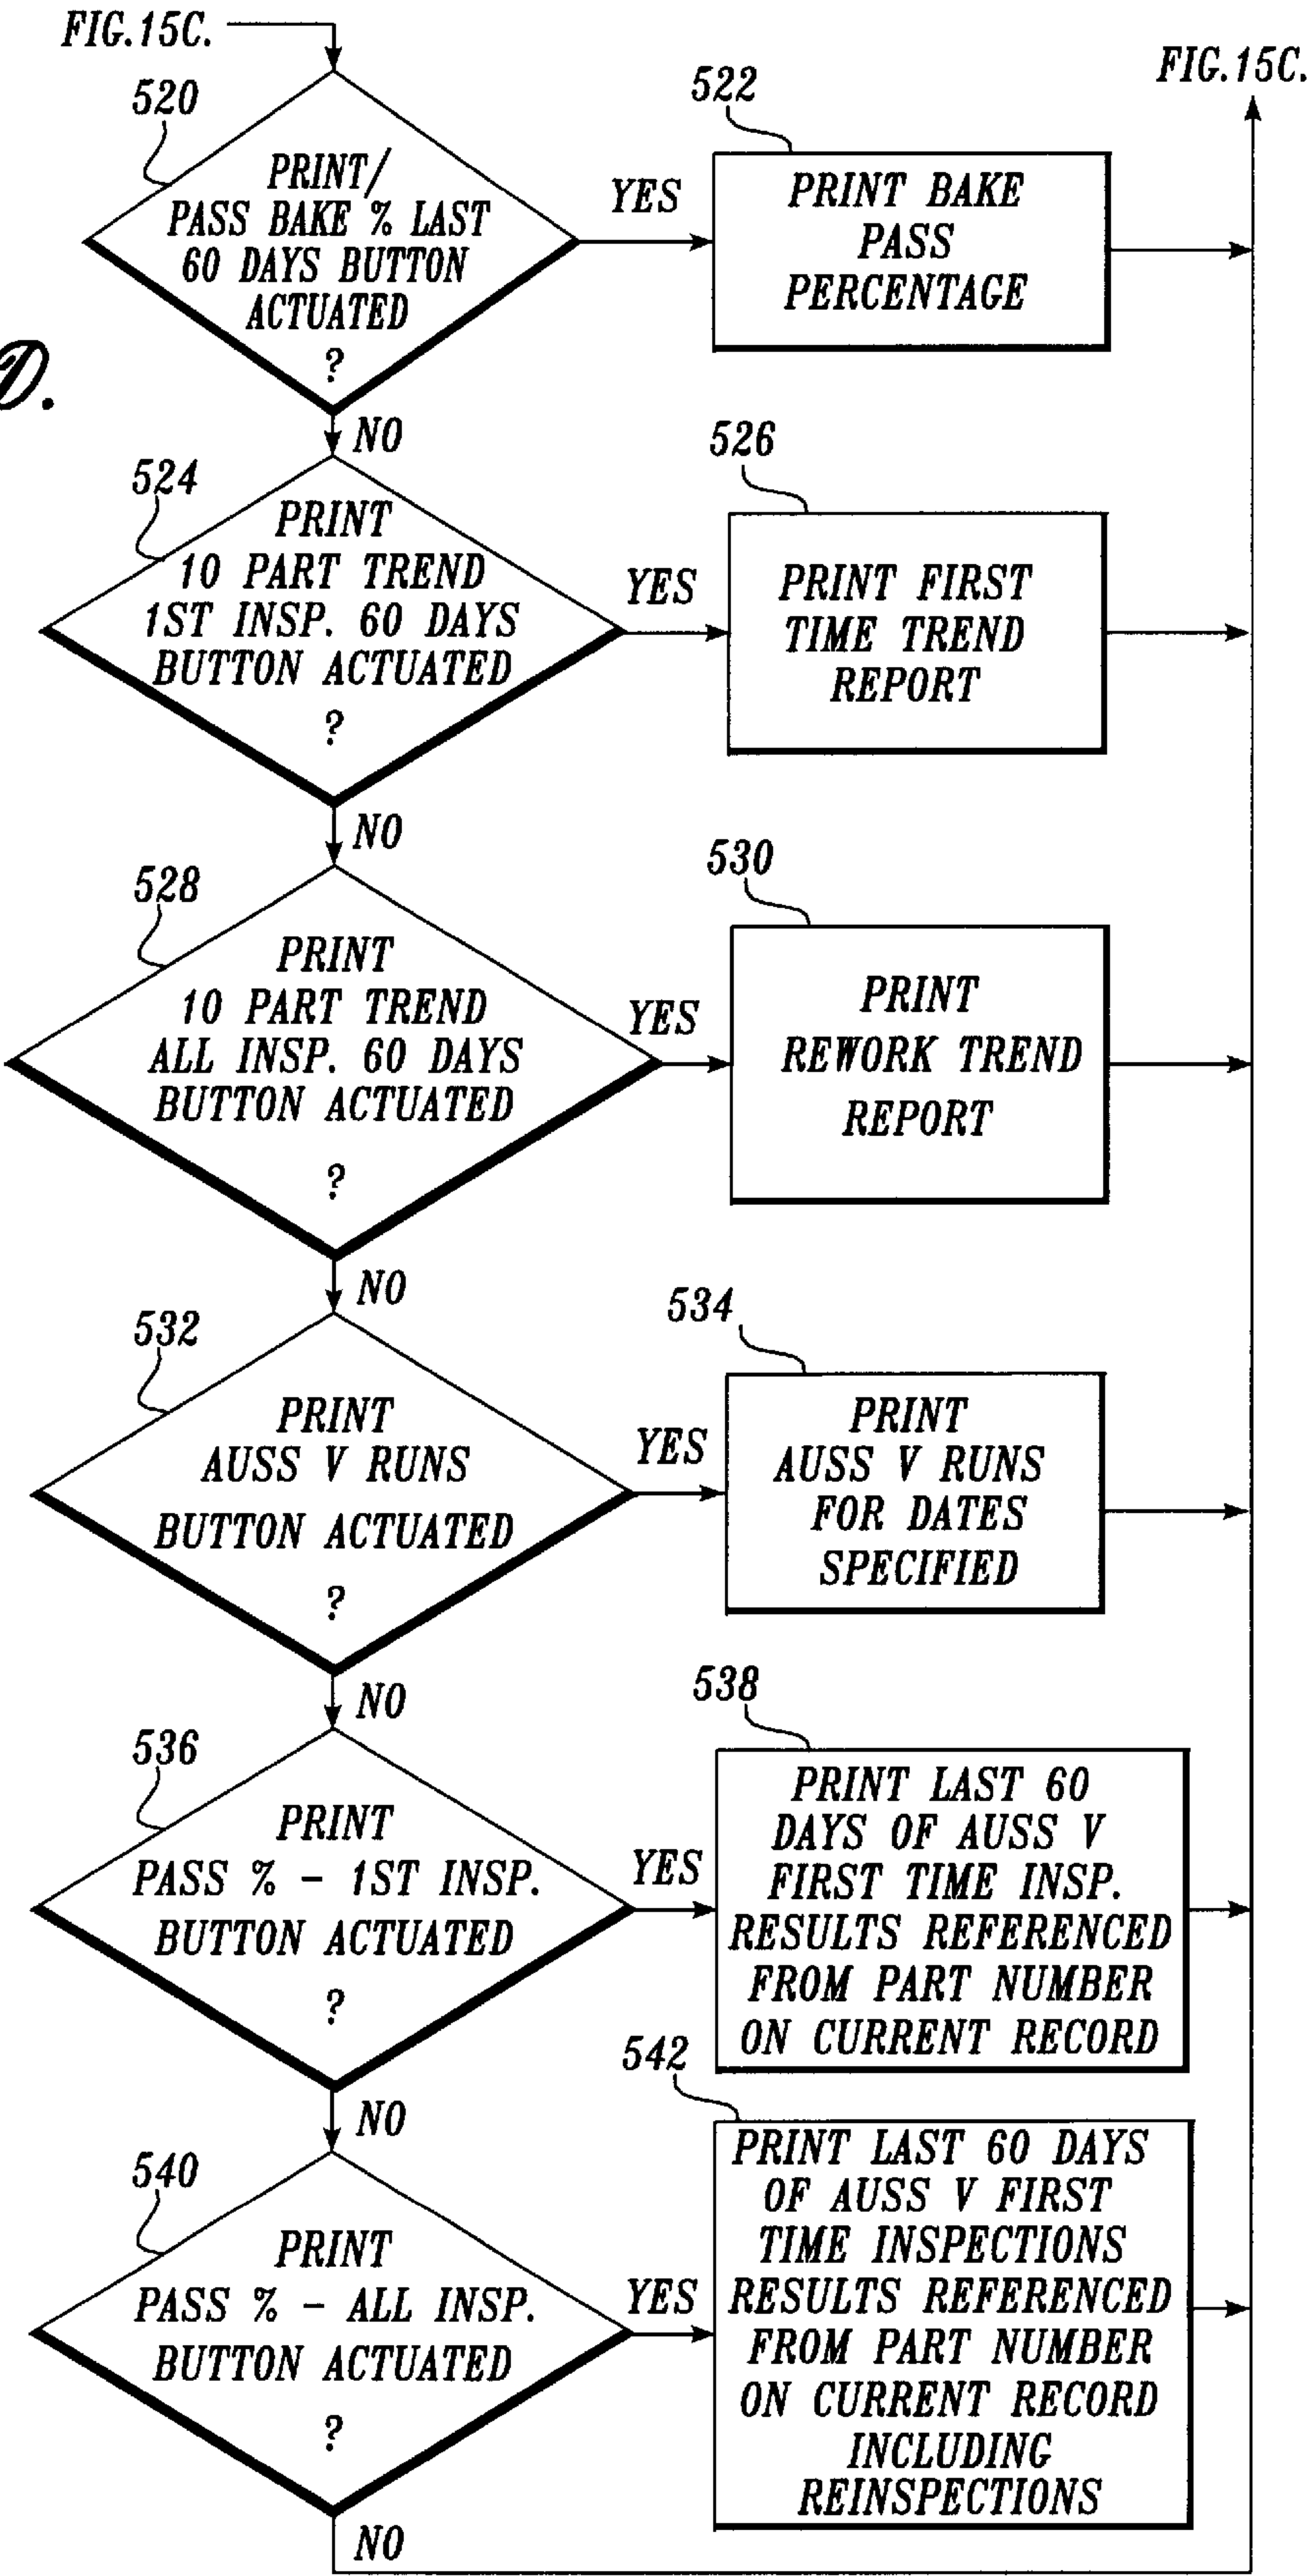 FIG.15C.
FIG.15C.
520
PRINT/
PASS BAKE % LAST
60 DAYS BUTTON
ACTUATED
?
YES
522
PRINT BAKE
PASS
PERCENTAGE
D.
NO
524
PRINT
10 PART TREND
1ST INSP. 60 DAYS
BUTTON ACTUATED
?
YES
526
PRINT FIRST
TIME TREND
REPORT
NO
528
PRINT
10 PART TREND
ALL INSP. 60 DAYS
BUTTON ACTUATED
?
YES
530
PRINT
REWORK TREND
REPORT
NO
532
PRINT
AUSS V RUNS
BUTTON ACTUATED
?
YES
534
PRINT
AUSS V RUNS
FOR DATES
SPECIFIED
NO
536
PRINT
PASS % - 1ST INSP.
BUTTON ACTUATED
?
YES
538
PRINT LAST 60
DAYS OF AUSS V
FIRST TIME INSP.
RESULTS REFERENCED
FROM PART NUMBER
ON CURRENT RECORD
NO
540
PRINT
PASS % - ALL INSP.
BUTTON ACTUATED
?
YES
542
PRINT LAST 60 DAYS
OF AUSS V FIRST
TIME INSPECTIONS
RESULTS REFERENCED
FROM PART NUMBER
ON CURRENT RECORD
INCLUDING
REINSPECTIONS
NO